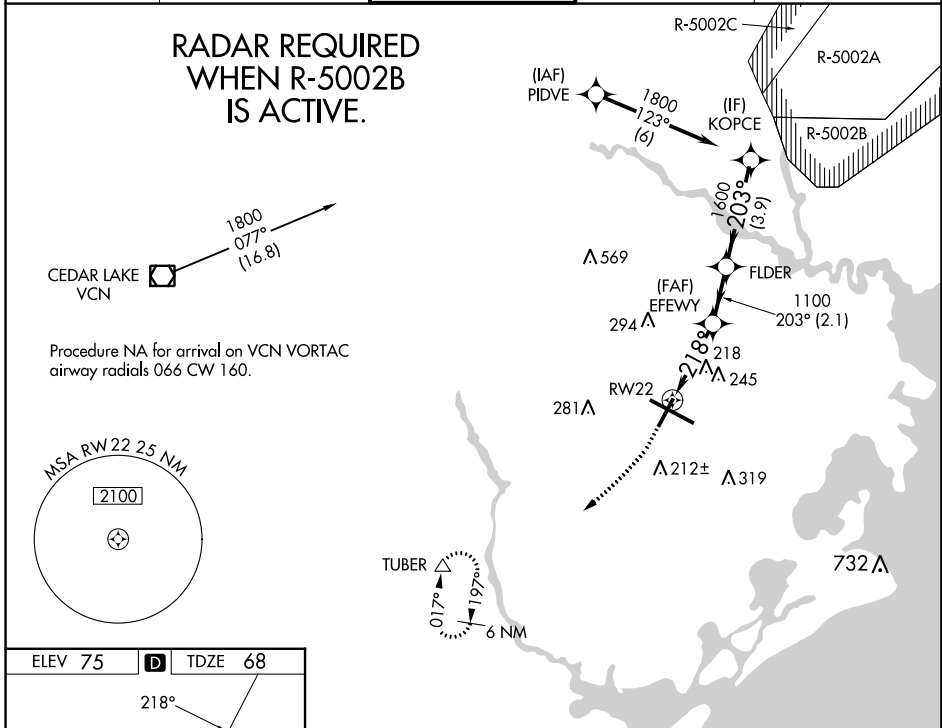 RADAR REQUIRED
WHEN R-5002B
IS ACTIVE.
R-5002C
R-5002A
R-5002B
(IAF)
PIDVE
1800
123°
(6)
(IF)
KOPCE
1600
203°
(3.9)
1800
077°
(16.8)
CEDAR LAKE
VCN
569
FLDER
(FAF)
EFEWY
1100
203° (2.1)
294
218°
218
245
Procedure NA for arrival on VCN VORTAC
airway radials 066 CW 160.
RW22
281
212±
319
MSA RW22 25 NM
2100
TUBER
017°
197°
6 NM
732
ELEV 75
D
TDZE 68
218°